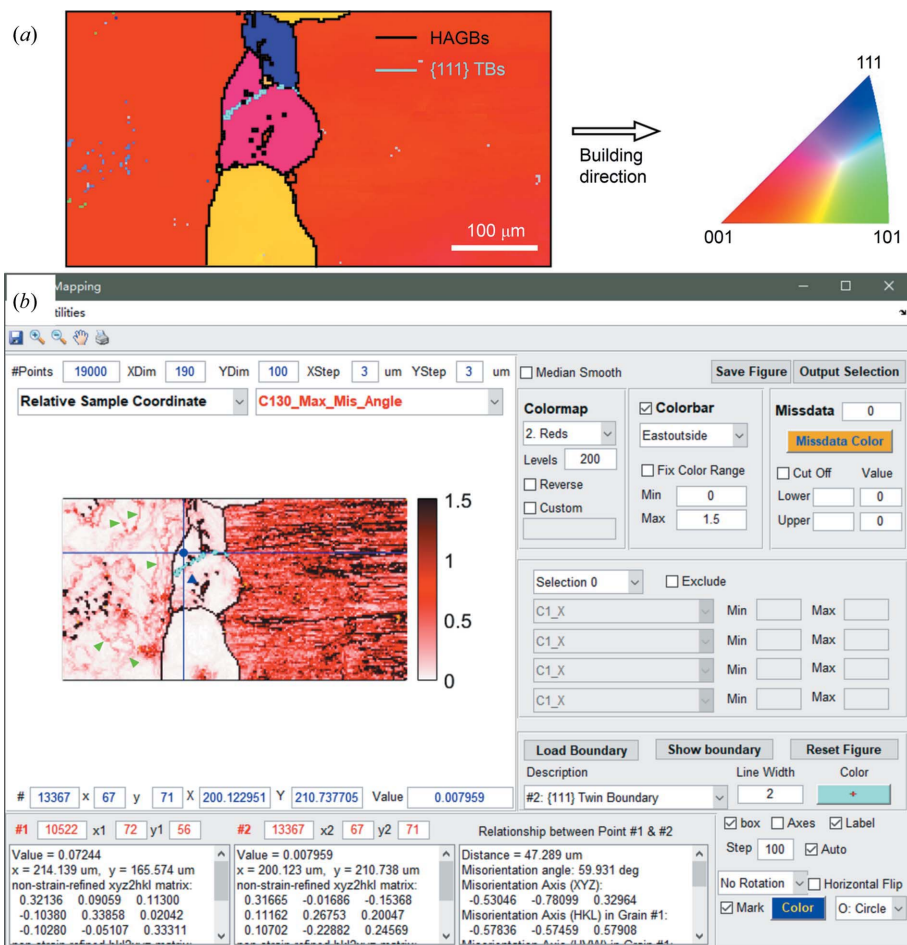 (a)
HAGBs
{111} TBs
100 μm
Building
direction
111
001
101
(b)
Mapping
tilities
#Points 19000 XDim 190 YDim 100 XStep 3 um YStep 3 um
Relative Sample Coordinate
C130_Max_Mis_Angle
1.5
1
0.5
0
# 13367 x 67 y 71 X 200.122951 Y 210.737705 Value 0.007959
Median Smooth
Save Figure
Output Selection
Colormap
2. Reds
Levels 200
Reverse
Custom
Colorbar
Eastoutside
Fix Color Range
Min 0
Max 1.5
Missdata 0
Missdata Color
Cut Off Value
Lower 0
Upper 0
Selection 0
Exclude
C1_X Min Max
C1_X Min Max
C1_X Min Max
C1_X Min Max
Load Boundary
Show boundary
Reset Figure
Description Line Width Color
#2: {111} Twin Boundary 2 +
#1 10522 x1 72 y1 56
Value = 0.07244
x = 214.139 um, y = 165.574 um
non-strain-refined xyz2hkl matrix:
0.32136 0.09059 0.11300
-0.10380 0.33858 0.02042
-0.10280 -0.05107 0.33311
#2 13367 x2 67 y2 71
Value = 0.007959
x = 200.123 um, y = 210.738 um
non-strain-refined xyz2hkl matrix:
0.31665 -0.01686 -0.15368
0.11162 0.26753 0.20047
0.10702 -0.22882 0.24569
Relationship between Point #1 & #2
Distance = 47.289 um
Misorientation angle: 59.931 deg
Misorientation Axis (XYZ):
-0.53046 -0.78099 0.32964
Misorientation Axis (HKL) in Grain #1:
-0.57836 -0.57459 0.57908
box Axes Label
Step 100 Auto
No Rotation Horizontal Flip
Mark Color O: Circle